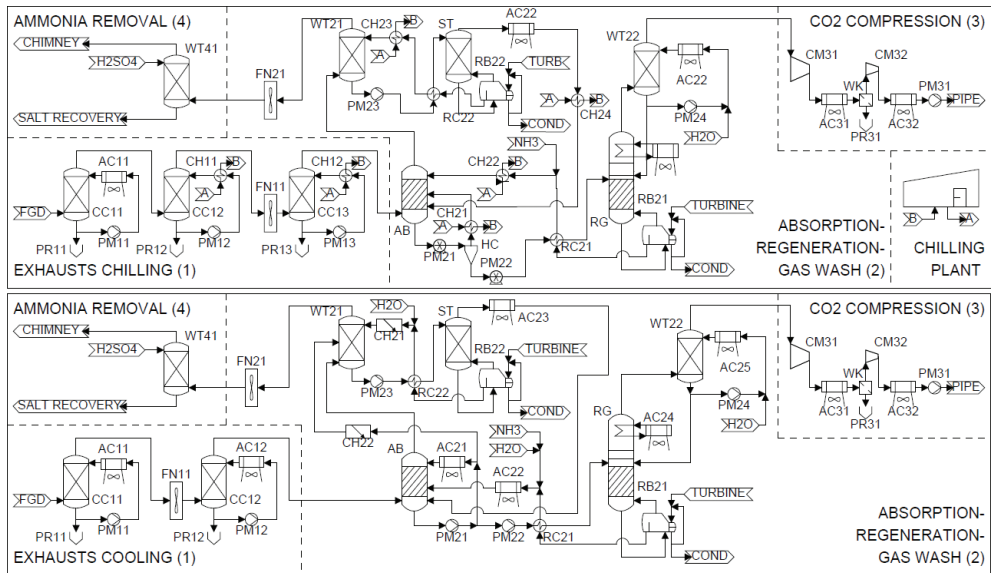 AMMONIA REMOVAL (4)
CHIMNEY
WT41
H2SO4
FN21
SALT RECOVERY
WT21
CH23
B
A
ST
AC22
RB22
TURB
PM23
RC22
COND
A
B
CH24
WT22
AC22
PM24
H2O
CO2 COMPRESSION (3)
CM31
CM32
WK
PM31
PIPE
AC31
PR31
AC32
AC11
FGD
CC11
PM11
PR11
CH11
B
A
CC12
PM12
PR12
FN11
CH12
B
A
CC13
PM13
PR13
EXHAUSTS CHILLING (1)
NH3
CH22
B
A
CH21
A
B
AB
PM21
HC
PM22
RC21
RG
RB21
TURBINE
COND
ABSORPTION-
REGENERATION-
GAS WASH (2)
B
A
CHILLING
PLANT
AMMONIA REMOVAL (4)
CHIMNEY
WT41
H2SO4
FN21
SALT RECOVERY
WT21
H2O
CH21
ST
AC23
RB22
TURBINE
PM23
RC22
COND
WT22
AC25
PM24
H2O
CO2 COMPRESSION (3)
CM31
CM32
WK
PM31
PIPE
AC31
PR31
AC32
AC11
FGD
CC11
PM11
PR11
FN11
AC12
CC12
PM12
PR12
EXHAUSTS COOLING (1)
CH22
AB
AC21
NH3
H2O
AC22
PM21
PM22
RC21
RG
AC24
RB21
TURBINE
COND
ABSORPTION-
REGENERATION-
GAS WASH (2)